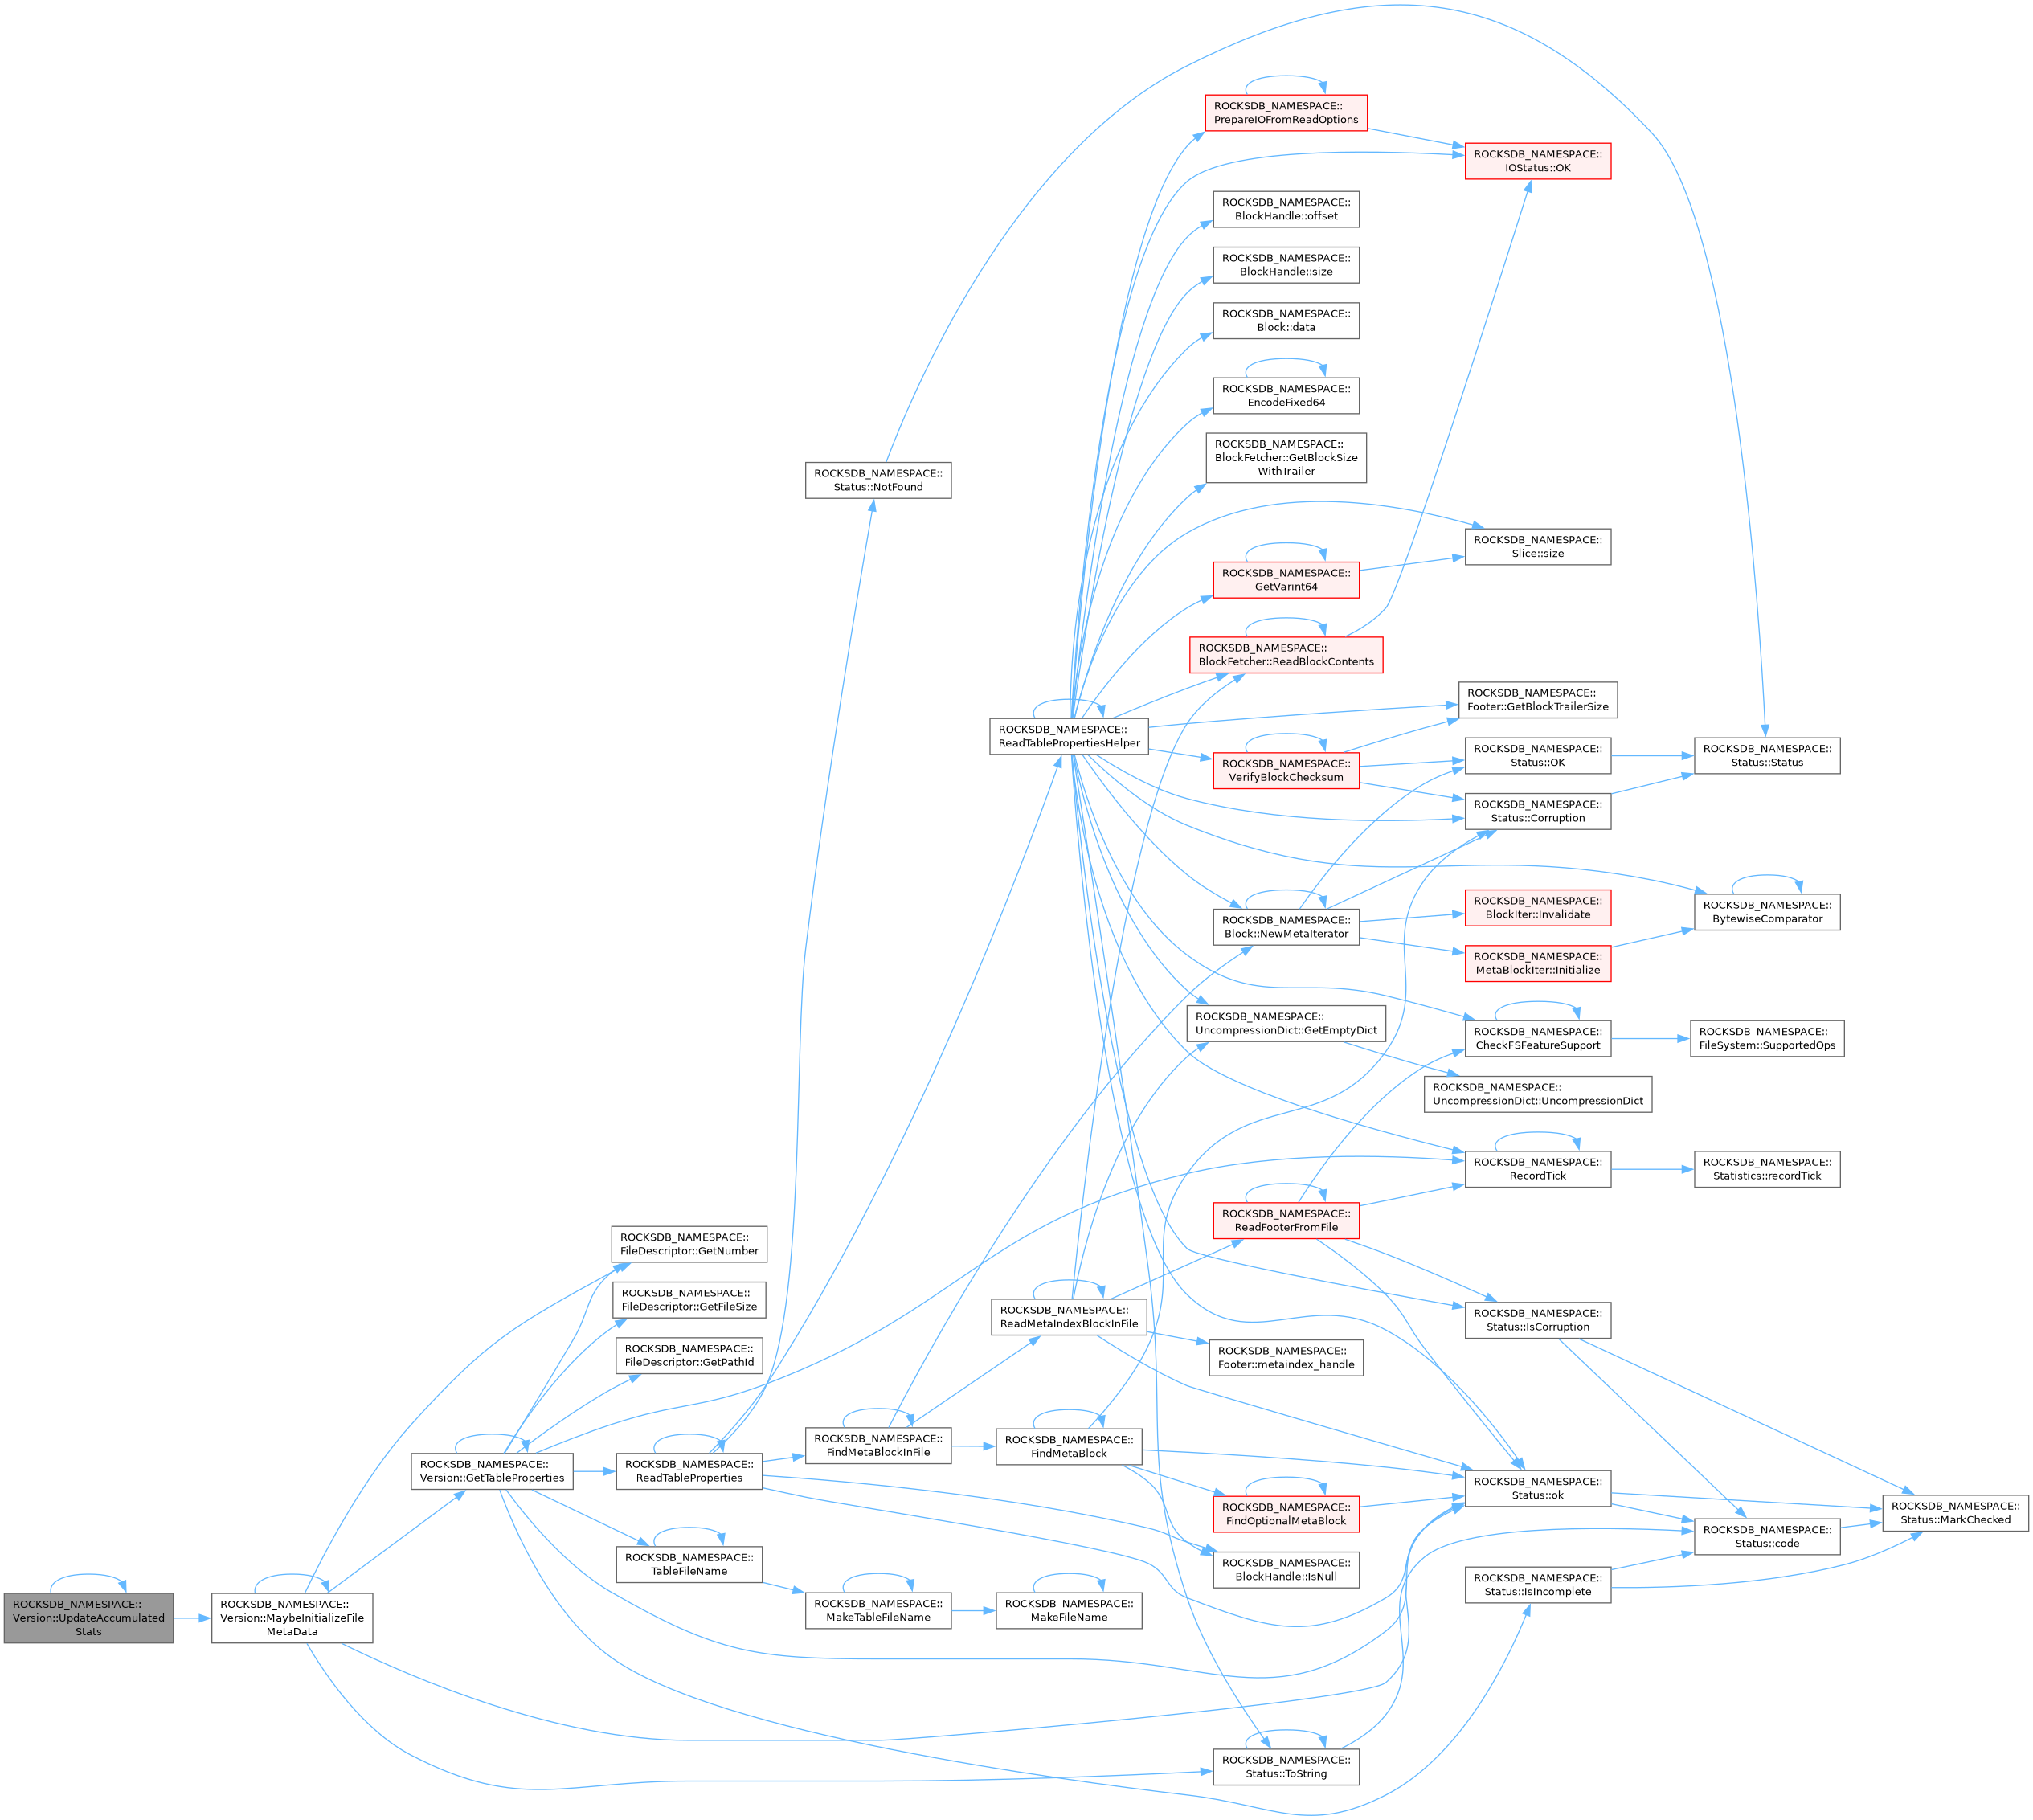 ROCKSDB_NAMESPACE::
Version::UpdateAccumulated
Stats
ROCKSDB_NAMESPACE::
Version::MaybeInitializeFile
MetaData
ROCKSDB_NAMESPACE::
Version::GetTableProperties
ROCKSDB_NAMESPACE::
FileDescriptor::GetNumber
ROCKSDB_NAMESPACE::
FileDescriptor::GetFileSize
ROCKSDB_NAMESPACE::
FileDescriptor::GetPathId
ROCKSDB_NAMESPACE::
ReadTableProperties
ROCKSDB_NAMESPACE::
TableFileName
ROCKSDB_NAMESPACE::
Status::NotFound
ROCKSDB_NAMESPACE::
FindMetaBlockInFile
ROCKSDB_NAMESPACE::
MakeTableFileName
ROCKSDB_NAMESPACE::
ReadTablePropertiesHelper
ROCKSDB_NAMESPACE::
ReadMetaIndexBlockInFile
ROCKSDB_NAMESPACE::
FindMetaBlock
ROCKSDB_NAMESPACE::
MakeFileName
ROCKSDB_NAMESPACE::
PrepareIOFromReadOptions
ROCKSDB_NAMESPACE::
BlockHandle::offset
ROCKSDB_NAMESPACE::
BlockHandle::size
ROCKSDB_NAMESPACE::
Block::data
ROCKSDB_NAMESPACE::
EncodeFixed64
ROCKSDB_NAMESPACE::
BlockFetcher::GetBlockSize
WithTrailer
ROCKSDB_NAMESPACE::
GetVarint64
ROCKSDB_NAMESPACE::
BlockFetcher::ReadBlockContents
ROCKSDB_NAMESPACE::
VerifyBlockChecksum
ROCKSDB_NAMESPACE::
Block::NewMetaIterator
ROCKSDB_NAMESPACE::
UncompressionDict::GetEmptyDict
ROCKSDB_NAMESPACE::
ReadFooterFromFile
ROCKSDB_NAMESPACE::
Footer::metaindex_handle
ROCKSDB_NAMESPACE::
FindOptionalMetaBlock
ROCKSDB_NAMESPACE::
BlockHandle::IsNull
ROCKSDB_NAMESPACE::
Status::ToString
ROCKSDB_NAMESPACE::
IOStatus::OK
ROCKSDB_NAMESPACE::
Slice::size
ROCKSDB_NAMESPACE::
Footer::GetBlockTrailerSize
ROCKSDB_NAMESPACE::
Status::OK
ROCKSDB_NAMESPACE::
Status::Corruption
ROCKSDB_NAMESPACE::
BlockIter::Invalidate
ROCKSDB_NAMESPACE::
MetaBlockIter::Initialize
ROCKSDB_NAMESPACE::
CheckFSFeatureSupport
ROCKSDB_NAMESPACE::
UncompressionDict::UncompressionDict
ROCKSDB_NAMESPACE::
RecordTick
ROCKSDB_NAMESPACE::
Status::IsCorruption
ROCKSDB_NAMESPACE::
Status::ok
ROCKSDB_NAMESPACE::
Status::IsIncomplete
ROCKSDB_NAMESPACE::
Status::Status
ROCKSDB_NAMESPACE::
BytewiseComparator
ROCKSDB_NAMESPACE::
FileSystem::SupportedOps
ROCKSDB_NAMESPACE::
Statistics::recordTick
ROCKSDB_NAMESPACE::
Status::code
ROCKSDB_NAMESPACE::
Status::MarkChecked